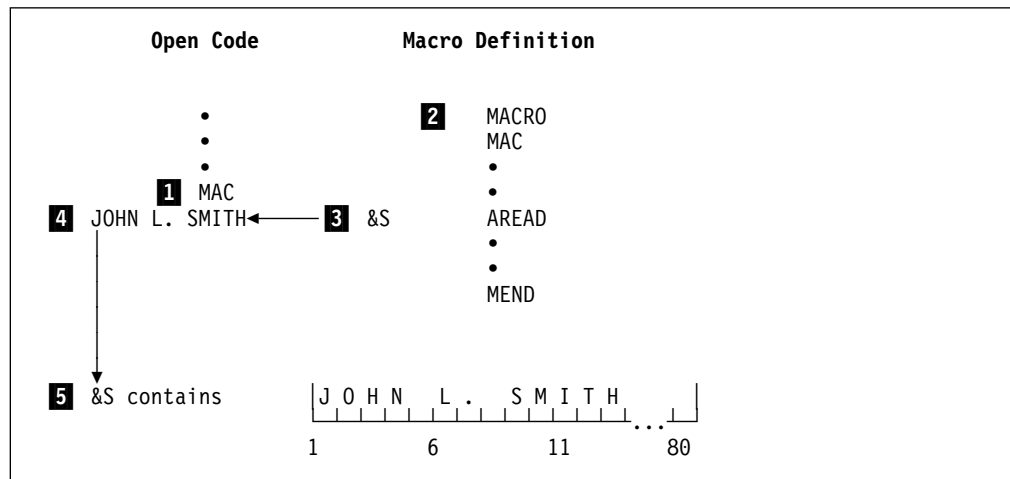 Open Code Macro Definition
• 2 MACRO
• MAC
• •
1 MAC •
4 JOHN L. SMITH 3 &S AREAD
•
•
MEND
5 &S contains J O H N L . S M I T H ...
1 6 11 80